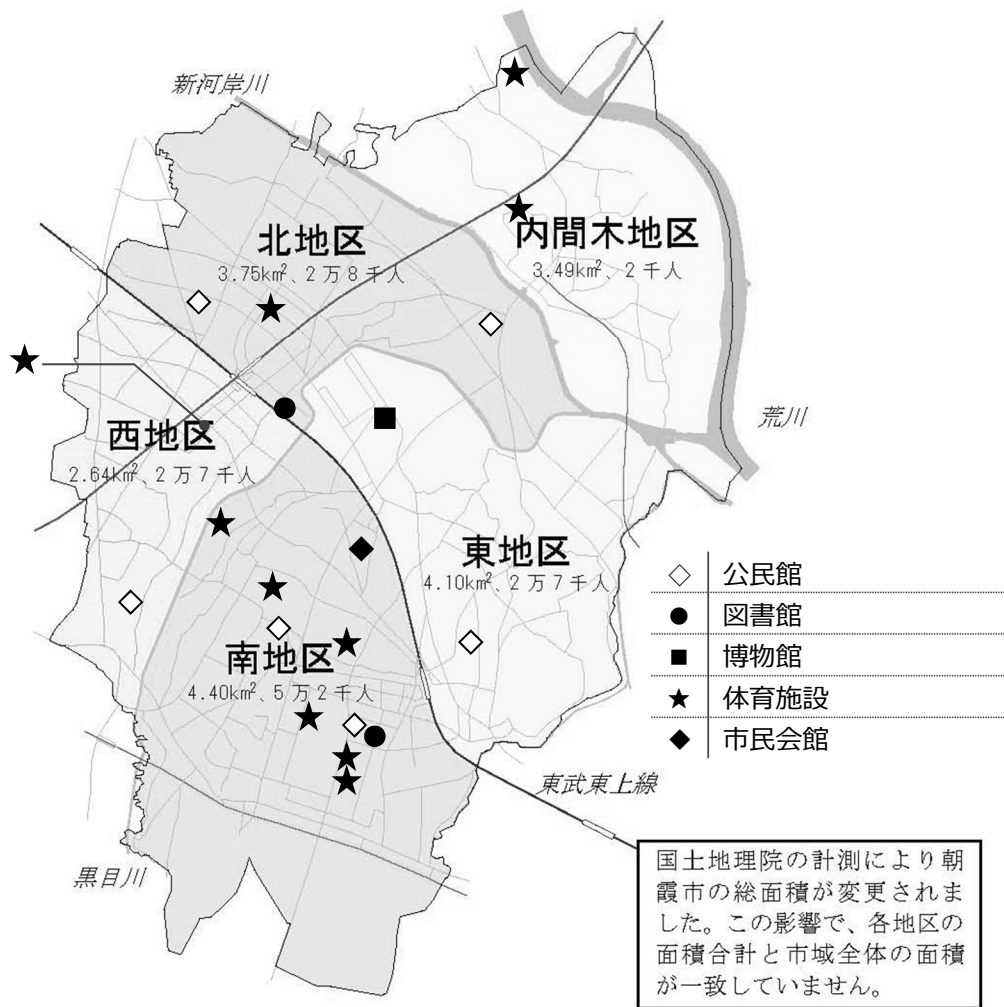 新河岸川
北地区
3.75km²、2万8千人
内間木地区
3.49km²、2千人
荒川
西地区
2.64km²、2万7千人
東地区
4.10km²、2万7千人
南地区
4.40km²、5万2千人
公民館
図書館
博物館
体育施設
市民会館
東武東上線
黒目川
国土地理院の計測により朝
霞市の総面積が変更されま
した。この影響で、各地区の
面積合計と市域全体の面積
が一致していません。